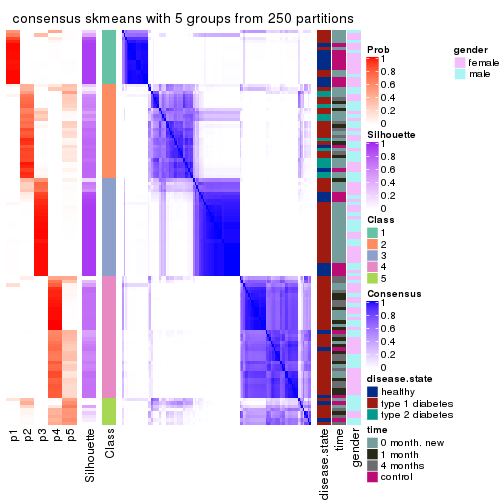 consensus skmeans with 5 groups from 250 partitions
Prob
1
0.8
0.6
0.4
0.2
0
gender
female
male
Silhouette
1
0.8
0.6
0.4
0.2
0
Class
1
2
3
4
5
Consensus
1
0.8
0.6
0.4
0.2
0
disease.state
healthy
type 1 diabetes
type 2 diabetes
time
0 month. new
1 month
4 months
control
p1
p2
p3
p4
p5
Silhouette
Class
disease.state
time
gender